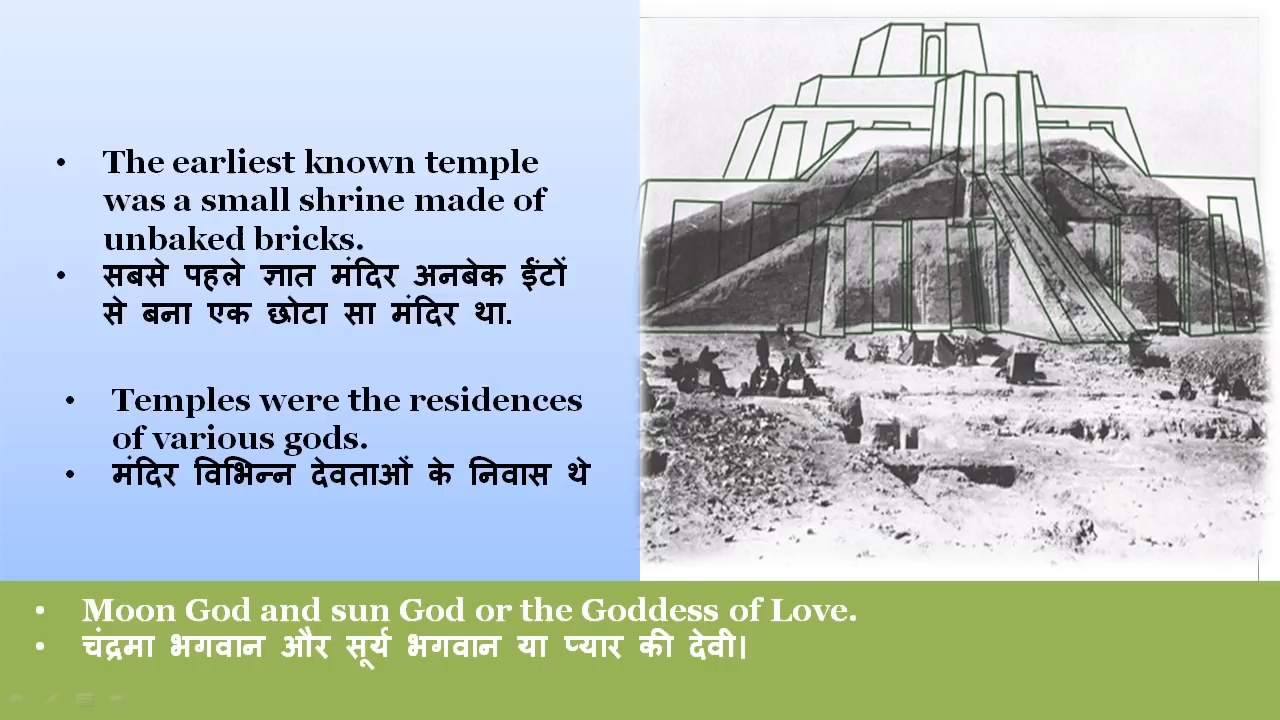 • The earliest known temple
was a small shrine made of
unbaked bricks.
• सबसे पहले ज्ञात मंदिर अनबेक ईंटों
से बना एक छोटा सा मंदिर था.
• Temples were the residences
of various gods.
• मंदिर विभिन्न देवताओं के निवास थे
• Moon God and sun God or the Goddess of Love.
• चंद्रमा भगवान और सूर्य भगवान या प्यार की देवी।